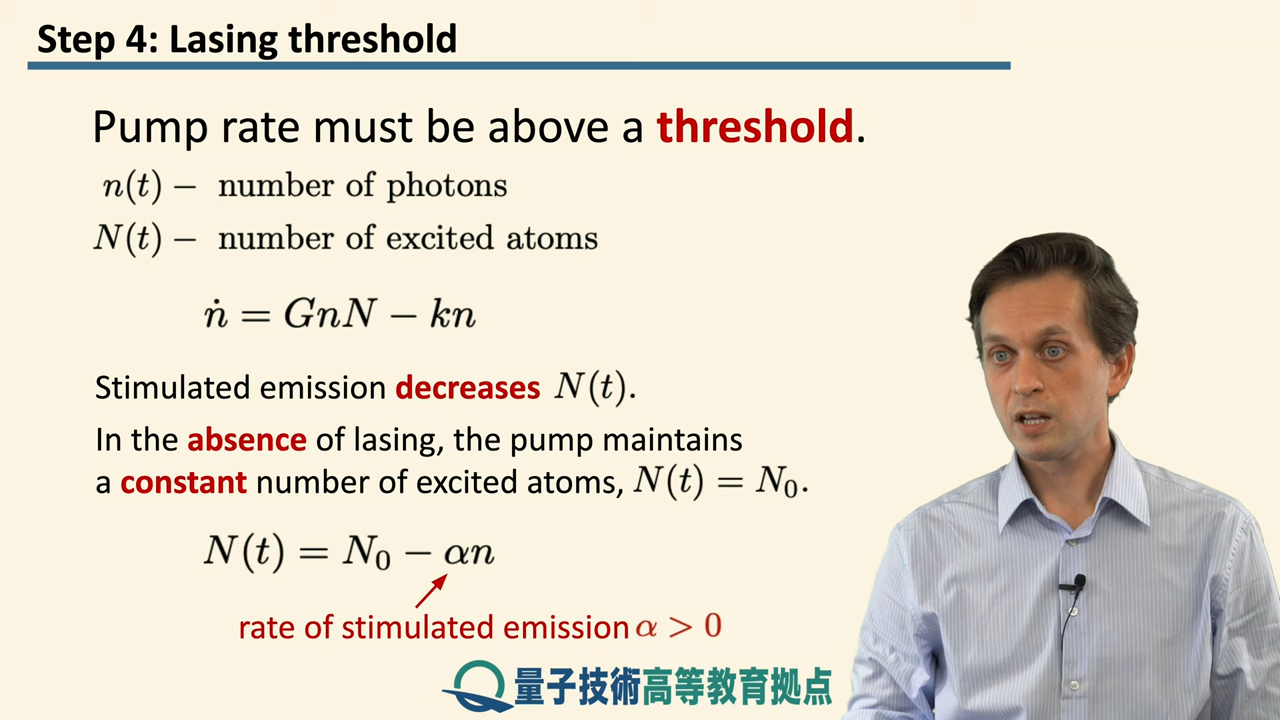 Step 4: Lasing threshold
Pump rate must be above a threshold.
n(t) − number of photons
N(t) − number of excited atoms
ṅ = GnN − kn
Stimulated emission decreases N(t).
In the absence of lasing, the pump maintains
a constant number of excited atoms, N(t) = N₀.
N(t) = N₀ − αn
rate of stimulated emission α > 0
量子技術高等教育拠点